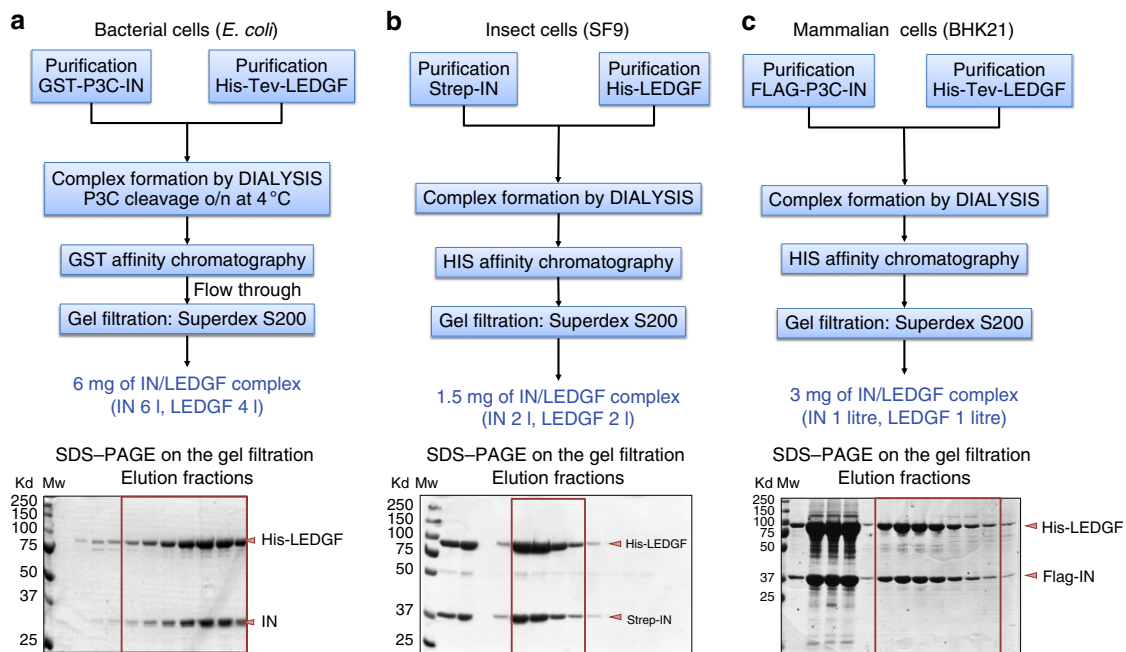 a
Bacterial cells (E. coli)
Purification
GST-P3C-IN
Purification
His-Tev-LEDGF
Complex formation by DIALYSIS
P3C cleavage o/n at 4 °C
GST affinity chromatography
Flow through
Gel filtration: Superdex S200
6 mg of IN/LEDGF complex
(IN 6 l, LEDGF 4 l)
SDS–PAGE on the gel filtration
Elution fractions
Kd Mw
250
150
100
75
50
37
25
His-LEDGF
IN
b
Insect cells (SF9)
Purification
Strep-IN
Purification
His-LEDGF
Complex formation by DIALYSIS
HIS affinity chromatography
Gel filtration: Superdex S200
1.5 mg of IN/LEDGF complex
(IN 2 l, LEDGF 2 l)
SDS–PAGE on the gel filtration
Elution fractions
Kd Mw
250
150
100
75
50
37
25
His-LEDGF
Strep-IN
c
Mammalian cells (BHK21)
Purification
FLAG-P3C-IN
Purification
His-Tev-LEDGF
Complex formation by DIALYSIS
HIS affinity chromatography
Gel filtration: Superdex S200
3 mg of IN/LEDGF complex
(IN 1 litre, LEDGF 1 litre)
SDS–PAGE on the gel filtration
Elution fractions
Kd Mw
250
150
100
75
50
37
25
His-LEDGF
Flag-IN